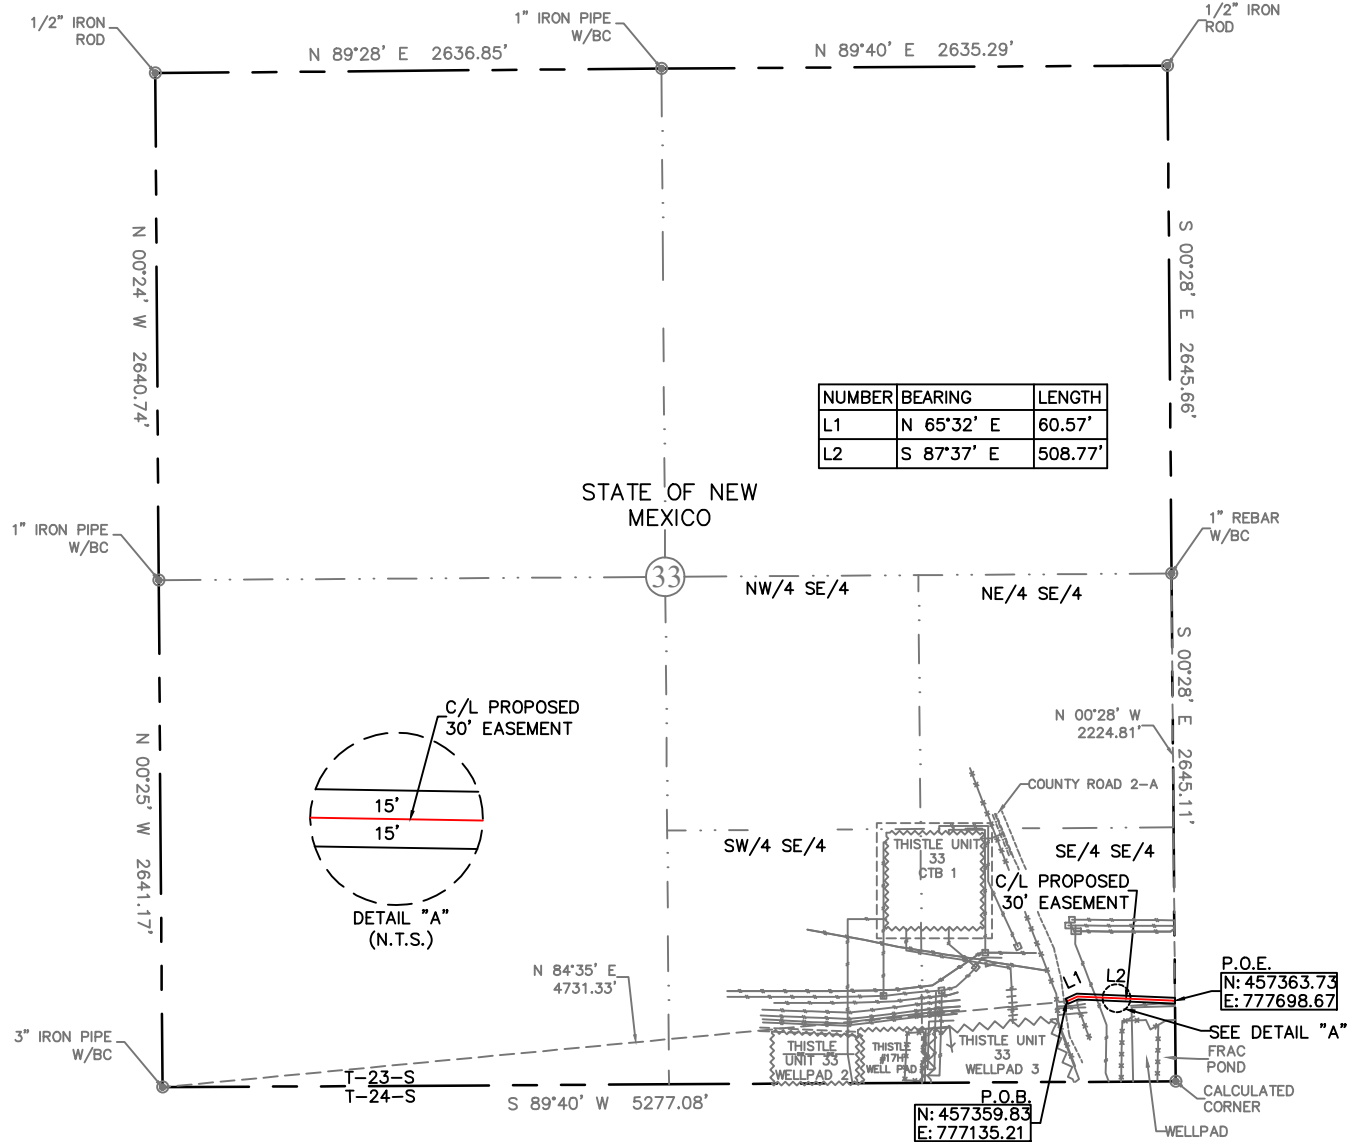 1/2" IRON
ROD
1" IRON PIPE
W/BC
1/2" IRON
ROD
N 89°28' E 2636.85'
N 89°40' E 2635.29'
N 00°24' W 2640.74'
S 00°28' E 2645.66'
NUMBER BEARING LENGTH
L1 N 65°32' E 60.57'
L2 S 87°37' E 508.77'
STATE OF NEW
MEXICO
1" IRON PIPE
W/BC
1" REBAR
W/BC
33
NW/4 SE/4
NE/4 SE/4
S 00°28' E 2645.11'
N 00°28' W
2224.81'
C/L PROPOSED
30' EASEMENT
N 00°25' W 2641.17'
15'
15'
DETAIL "A"
(N.T.S.)
COUNTY ROAD 2-A
SW/4 SE/4
THISTLE UNIT
33
CTB 1
SE/4 SE/4
C/L PROPOSED
30' EASEMENT
N 84°35' E
4731.33'
L1
L2
P.O.E.
N: 457363.73
E: 777698.67
SEE DETAIL "A"
3" IRON PIPE
W/BC
THISTLE
UNIT 33
WELLPAD 2
THISTLE
#17H
WELL PAD
THISTLE UNIT
33
WELLPAD 3
FRAC
POND
T-23-S
T-24-S
S 89°40' W 5277.08'
P.O.B.
N: 457359.83
E: 777135.21
CALCULATED
CORNER
WELLPAD